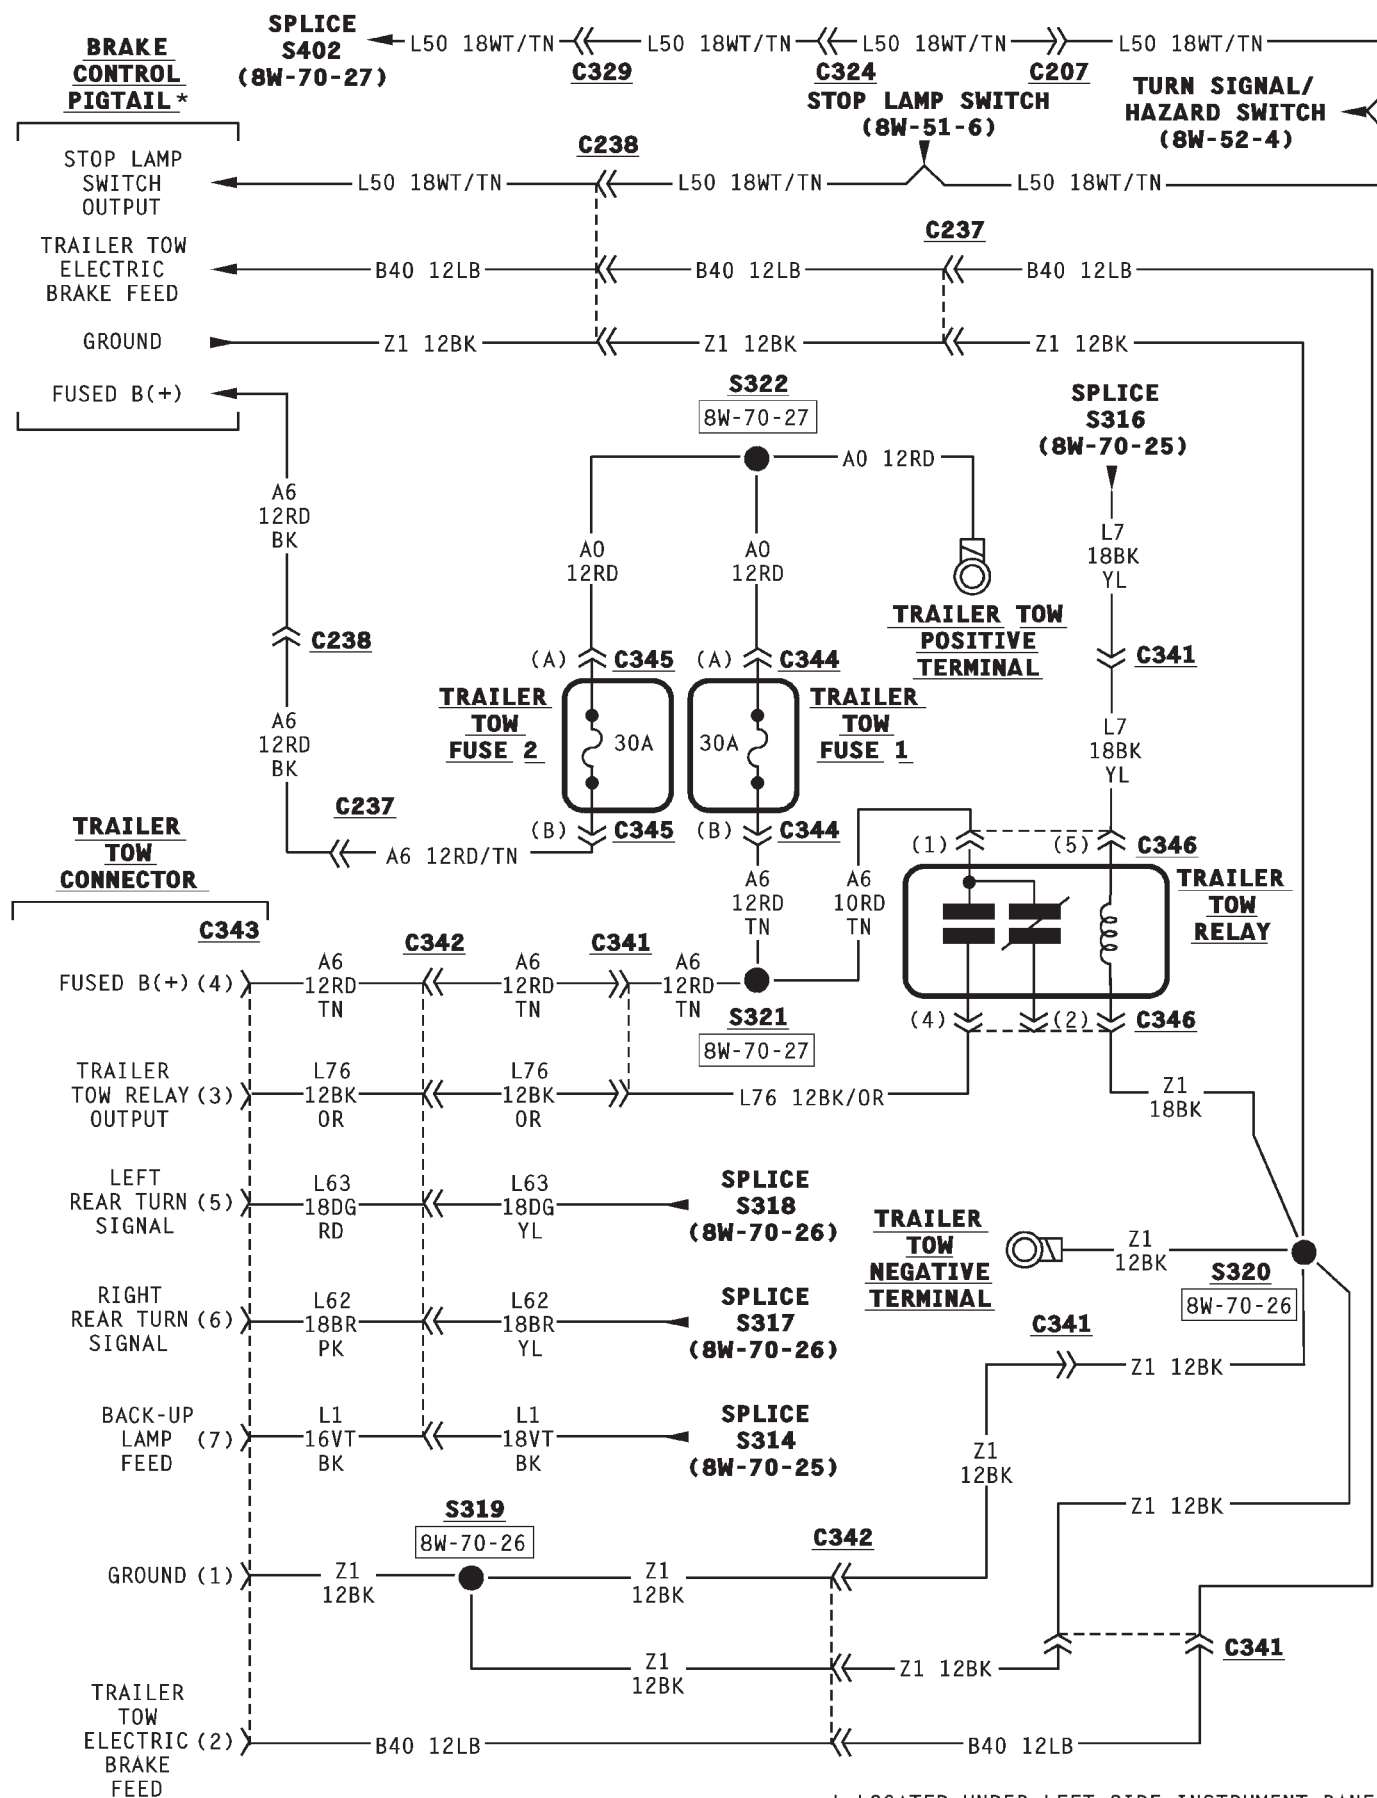 SPLICE
S402
(8W-70-27)
L50 18WT/TN
L50 18WT/TN
L50 18WT/TN
L50 18WT/TN
C329
C324
C207
BRAKE
CONTROL
PIGTAIL*
STOP LAMP SWITCH
(8W-51-6)
TURN SIGNAL/
HAZARD SWITCH
(8W-52-4)
C238
STOP LAMP
SWITCH
OUTPUT
L50 18WT/TN
L50 18WT/TN
L50 18WT/TN
C237
TRAILER TOW
ELECTRIC
BRAKE FEED
B40 12LB
B40 12LB
B40 12LB
GROUND
Z1 12BK
Z1 12BK
Z1 12BK
FUSED B(+)
S322
8W-70-27
SPLICE
S316
(8W-70-25)
A0 12RD
A6
12RD
BK
A0
12RD
A0
12RD
L7
18BK
YL
TRAILER TOW
POSITIVE
TERMINAL
C238
(A) C345
(A) C344
C341
TRAILER
TOW
FUSE 2
30A
30A
TRAILER
TOW
FUSE 1
A6
12RD
BK
L7
18BK
YL
C237
A6 12RD/TN
(B) C345
(B) C344
(1)
(5) C346
TRAILER
TOW
CONNECTOR
A6
12RD
TN
A6
10RD
TN
TRAILER
TOW
RELAY
C343
C342
C341
FUSED B(+) (4)
A6
12RD
TN
A6
12RD
TN
A6
12RD
TN
S321
8W-70-27
(4)
(2) C346
TRAILER
TOW RELAY (3)
OUTPUT
L76
12BK
OR
L76
12BK
OR
L76 12BK/OR
Z1
18BK
LEFT
REAR TURN (5)
SIGNAL
L63
18DG
RD
L63
18DG
YL
SPLICE
S318
(8W-70-26)
TRAILER
TOW
NEGATIVE
TERMINAL
Z1
12BK
S320
8W-70-26
RIGHT
REAR TURN (6)
SIGNAL
L62
18BR
PK
L62
18BR
YL
SPLICE
S317
(8W-70-26)
C341
Z1 12BK
BACK-UP
LAMP (7)
FEED
L1
16VT
BK
L1
18VT
BK
SPLICE
S314
(8W-70-25)
Z1
12BK
Z1 12BK
S319
8W-70-26
C342
GROUND (1)
Z1
12BK
Z1
12BK
Z1
12BK
Z1 12BK
C341
TRAILER
TOW
ELECTRIC (2)
BRAKE
FEED
B40 12LB
B40 12LB
LOCATED UNDER LEFT SIDE INSTRUMENT